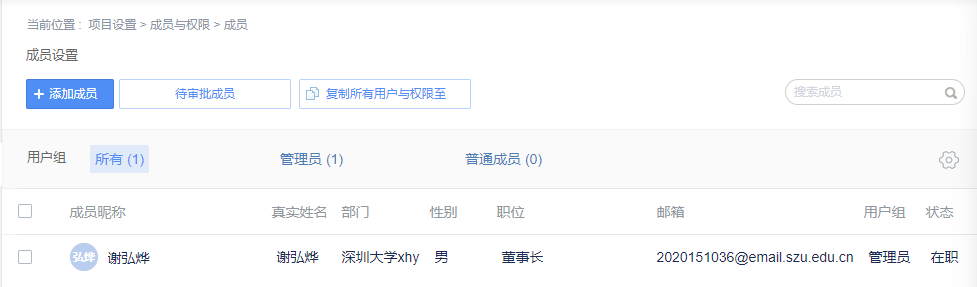 当前位置： 项目设置 > 成员与权限 > 成员
成员设置
+ 添加成员 待审批成员 复制所有用户与权限至 搜索成员
用户组 所有 (1) 管理员 (1) 普通成员 (0)
成员昵称 真实姓名 部门 性别 职位 邮箱 用户组 状态
弘烨 谢弘烨 谢弘烨 深圳大学xhy 男 董事长 2020151036@email.szu.edu.cn 管理员 在职